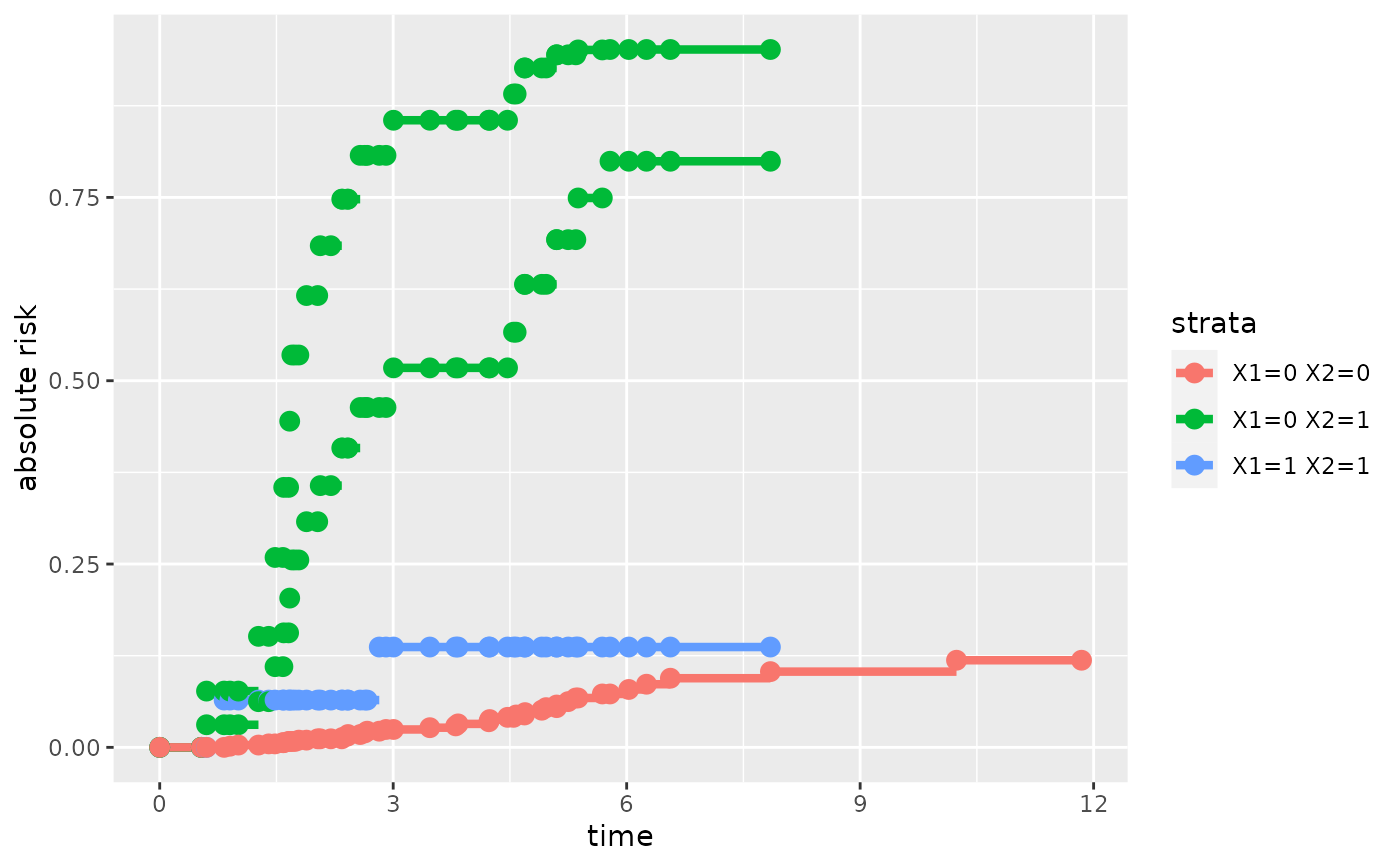 absolute risk
0.75
0.50
0.25
0.00
0 3 6 9 12
time
strata
X1=0 X2=0
X1=0 X2=1
X1=1 X2=1